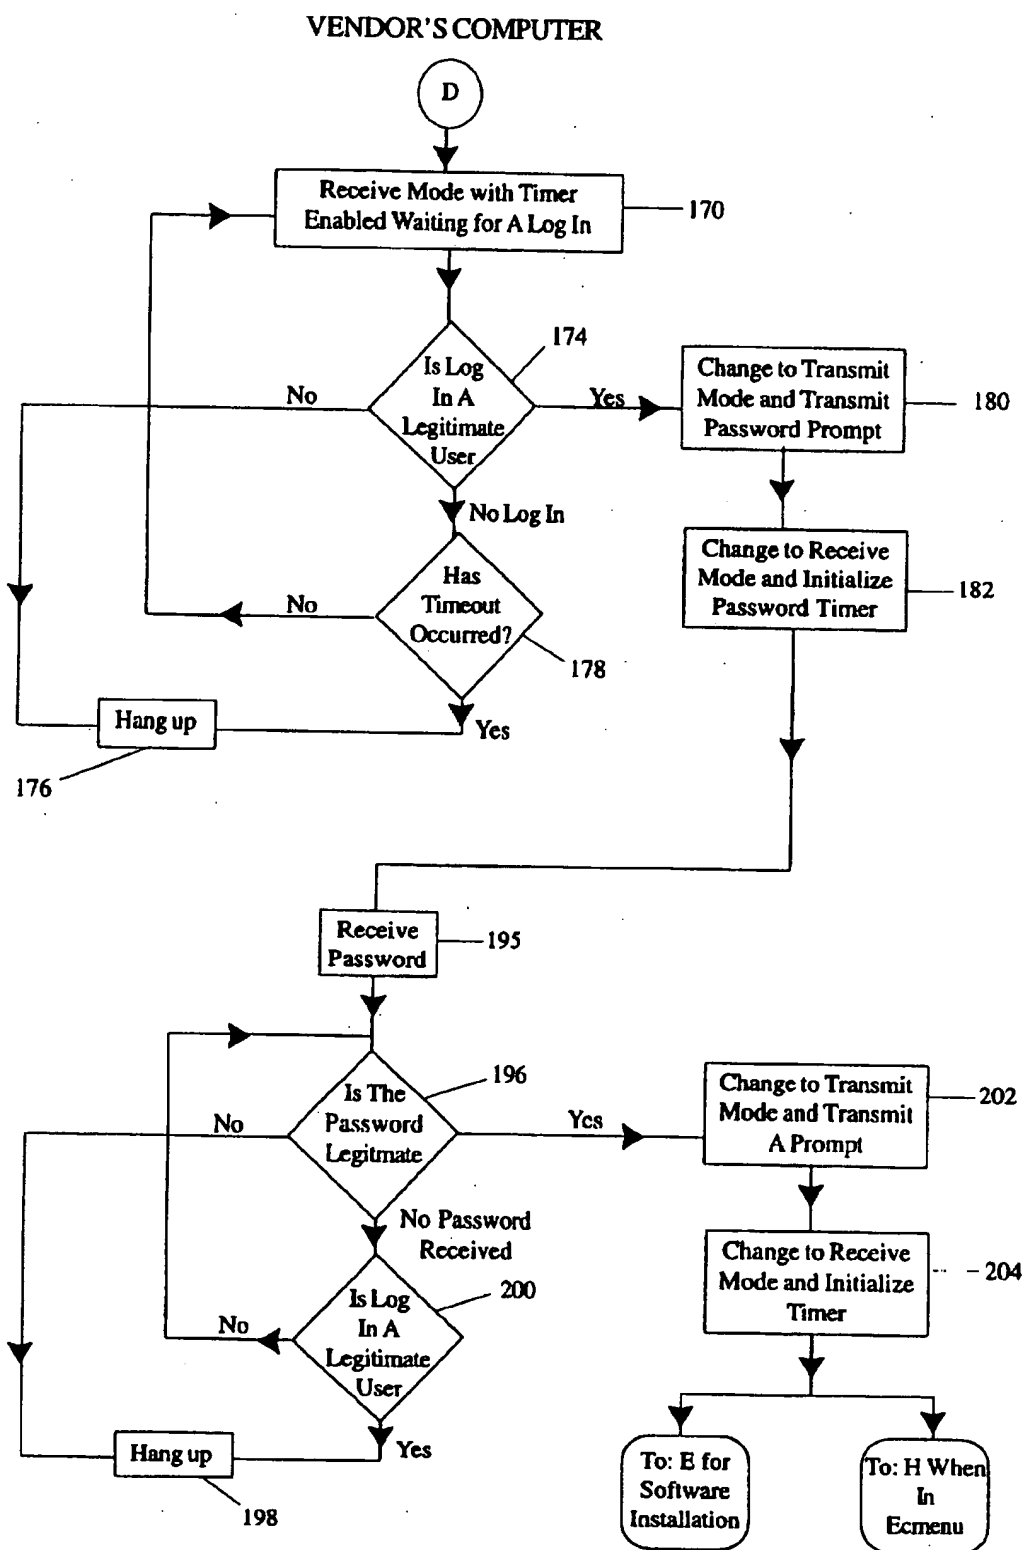 VENDOR'S COMPUTER
D
Receive Mode with Timer
Enabled Waiting for A Log In
170
174
Is Log
In A
Legitimate
User
No
Yes
Change to Transmit
Mode and Transmit
Password Prompt
180
No Log In
Change to Receive
Mode and Initialize
Password Timer
182
Has
Timeout
Occurred?
No
178
Yes
Hang up
176
Receive
Password
195
196
Is The
Password
Legitmate
No
Yes
Change to Transmit
Mode and Transmit
A Prompt
202
No Password
Received
200
Change to Receive
Mode and Initialize
Timer
204
Is Log
In A
Legitimate
User
No
Yes
Hang up
198
To: E for
Software
Installation
To: H When
In
Ecmenu